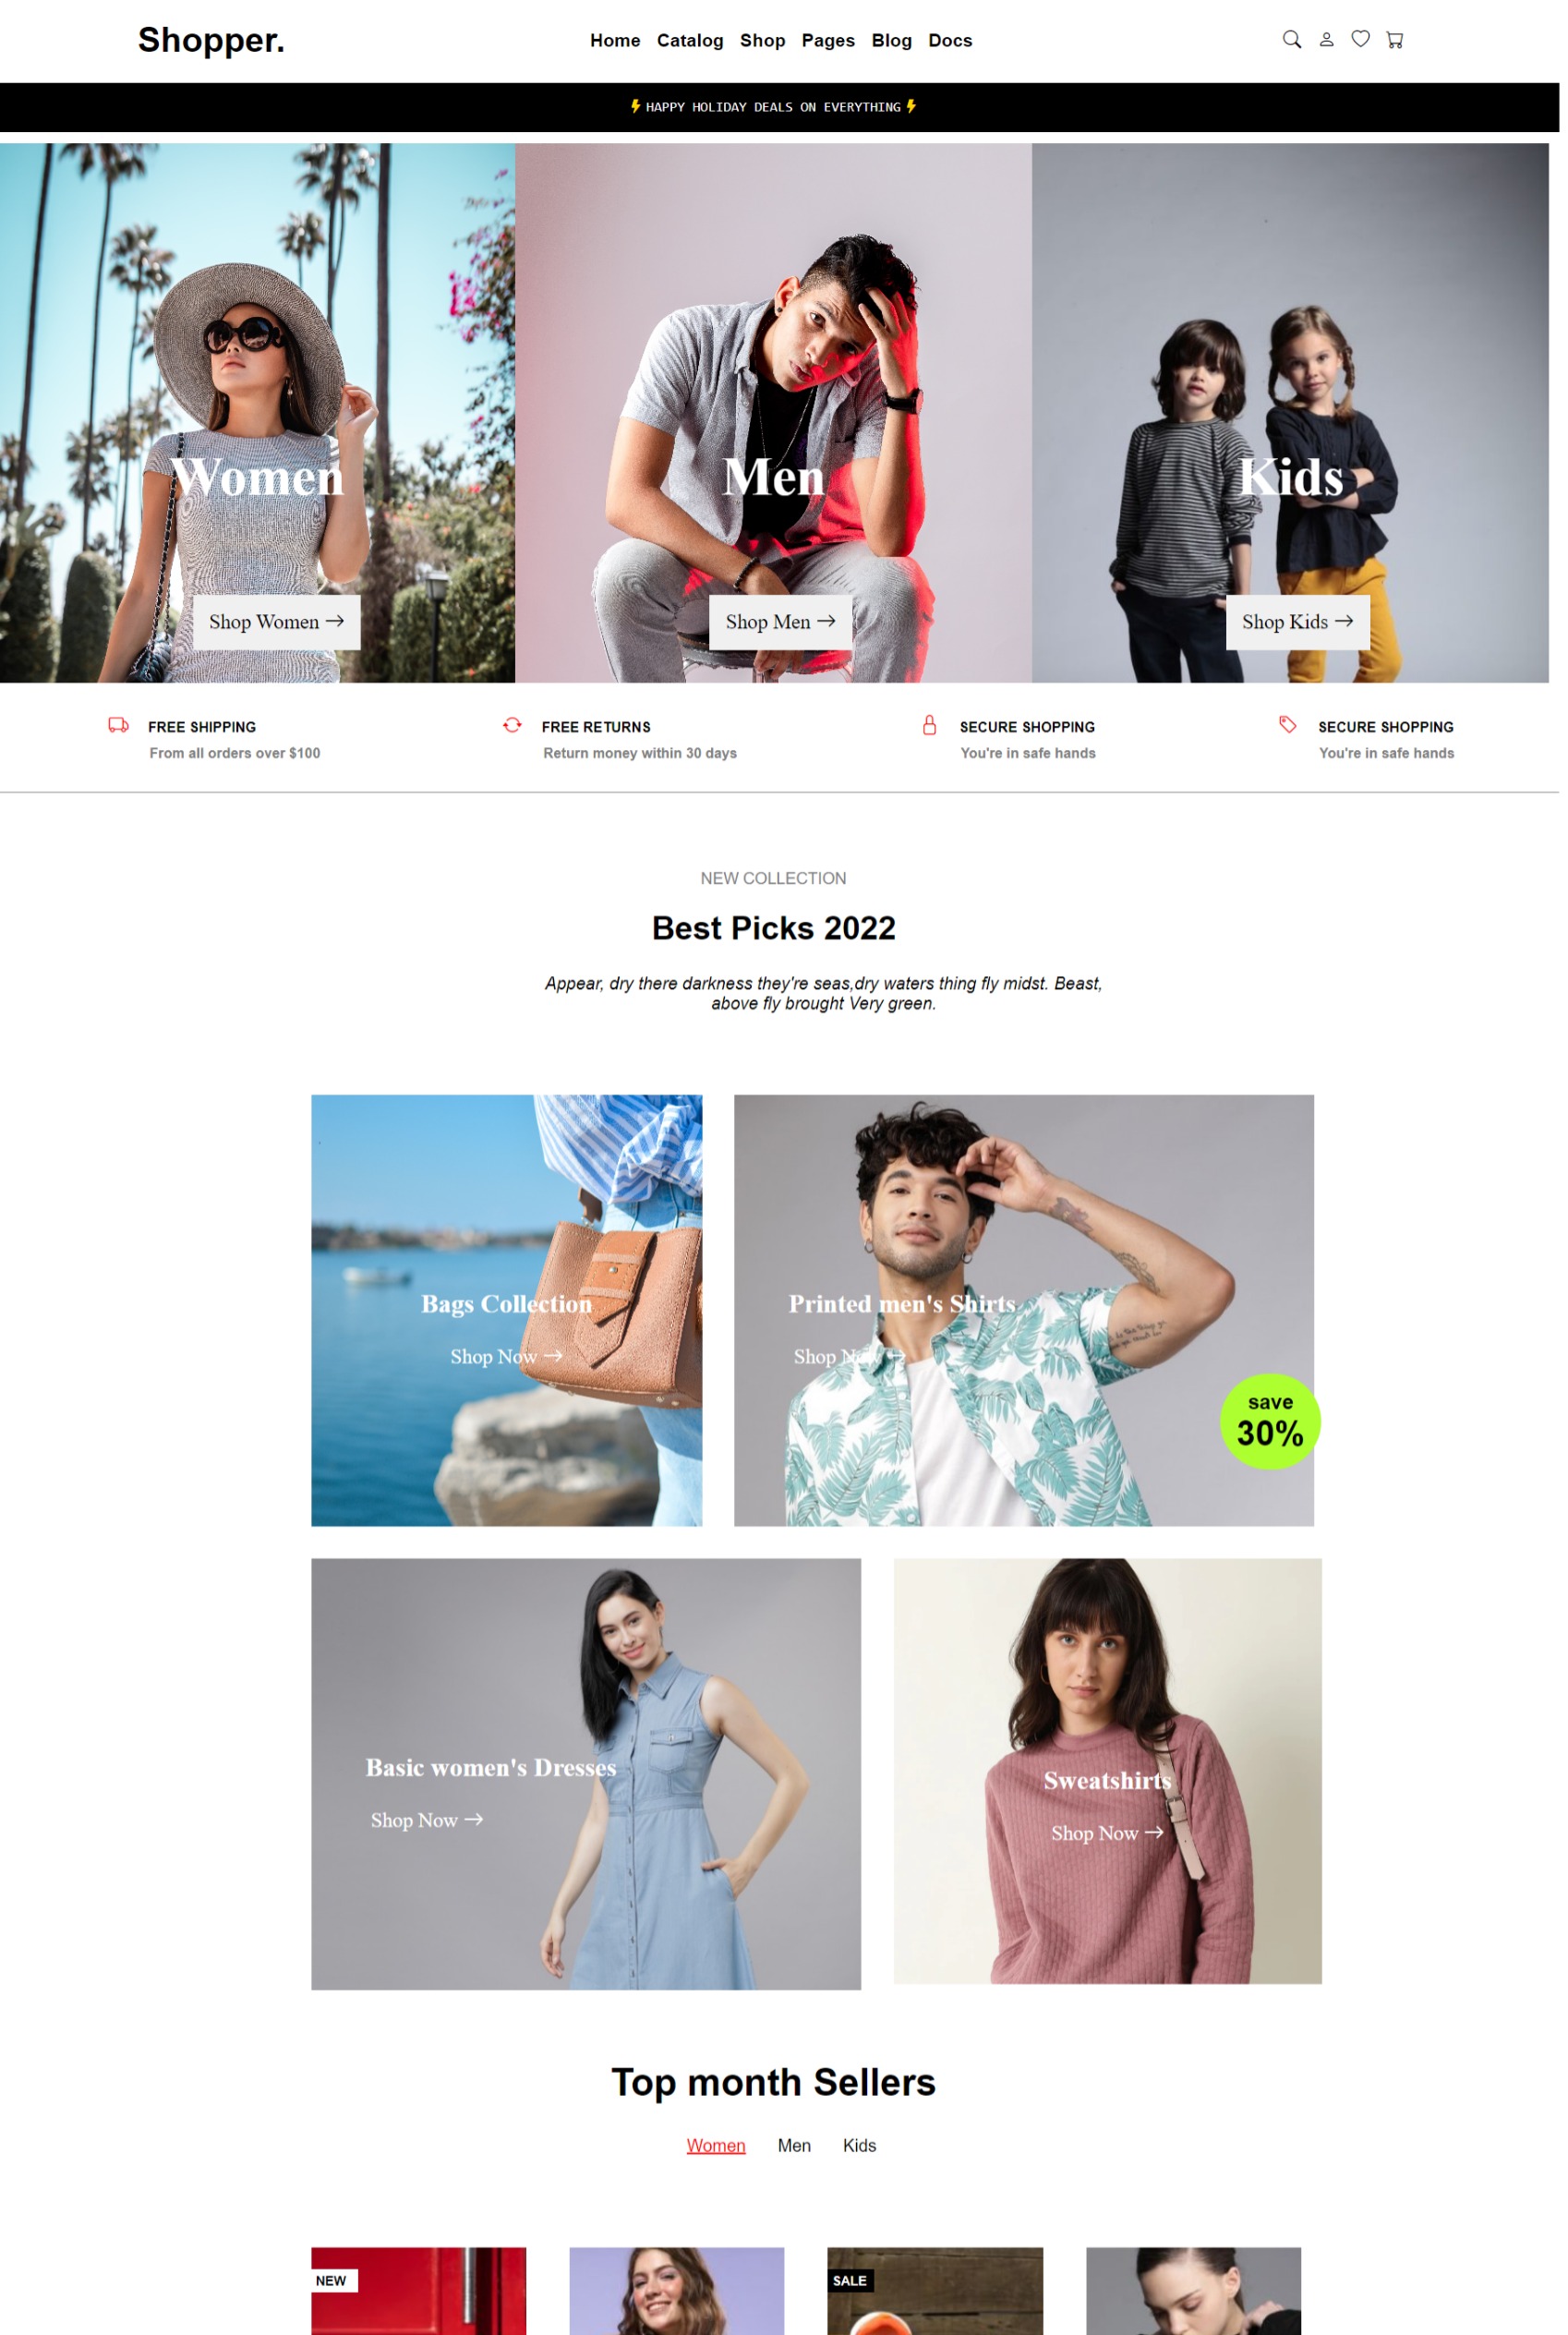 Shopper.
Home Catalog Shop Pages Blog Docs
HAPPY HOLIDAY DEALS ON EVERYTHING
Women
Men
Kids
Shop Women →
Shop Men →
Shop Kids →
FREE SHIPPING
From all orders over $100
FREE RETURNS
Return money within 30 days
SECURE SHOPPING
You're in safe hands
SECURE SHOPPING
You're in safe hands
NEW COLLECTION
Best Picks 2022
Appear, dry there darkness they're seas,dry waters thing fly midst. Beast,
above fly brought Very green.
Bags Collection
Shop Now →
Printed men's Shirts
Shop Now →
save
30%
Basic women's Dresses
Shop Now →
Sweatshirts
Shop Now →
Top month Sellers
Women Men Kids
NEW
SALE